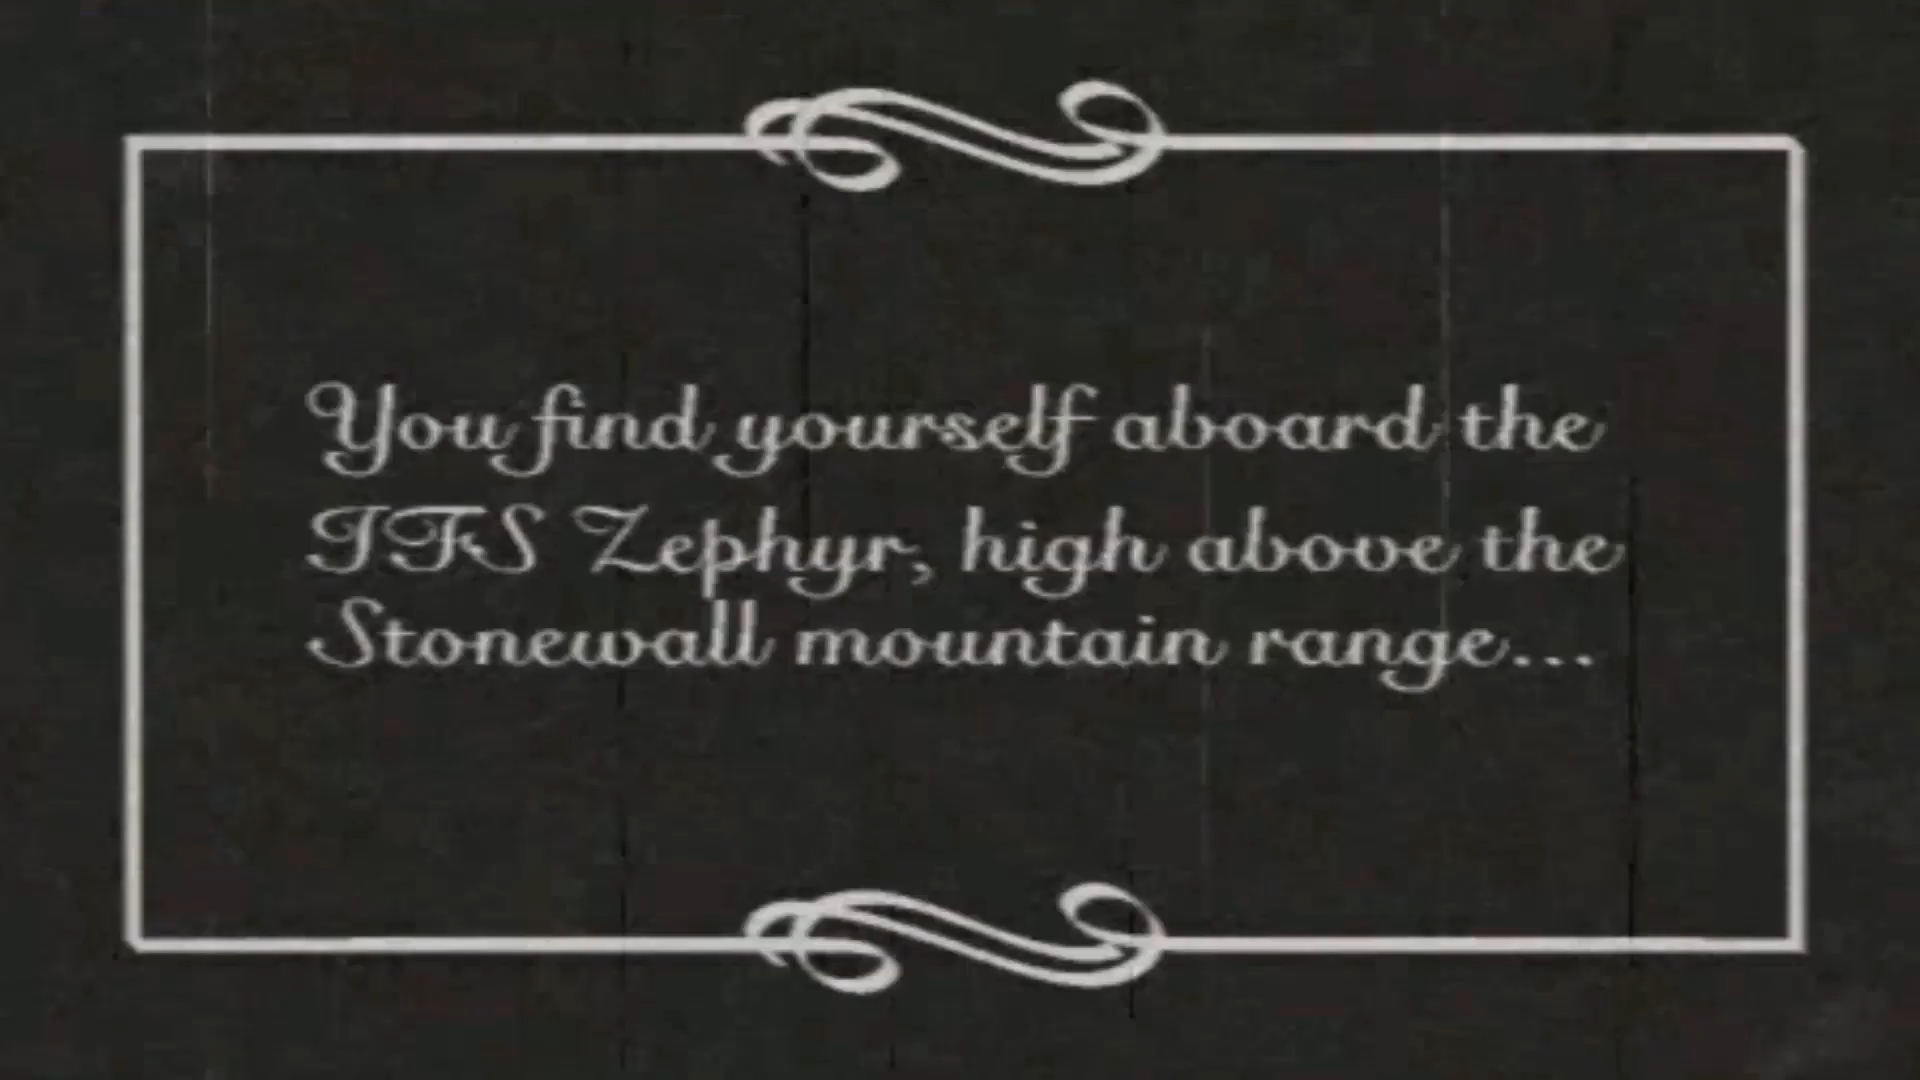 You find yourself aboard the
IFS Zephyr, high above the
Stonewall mountain range...